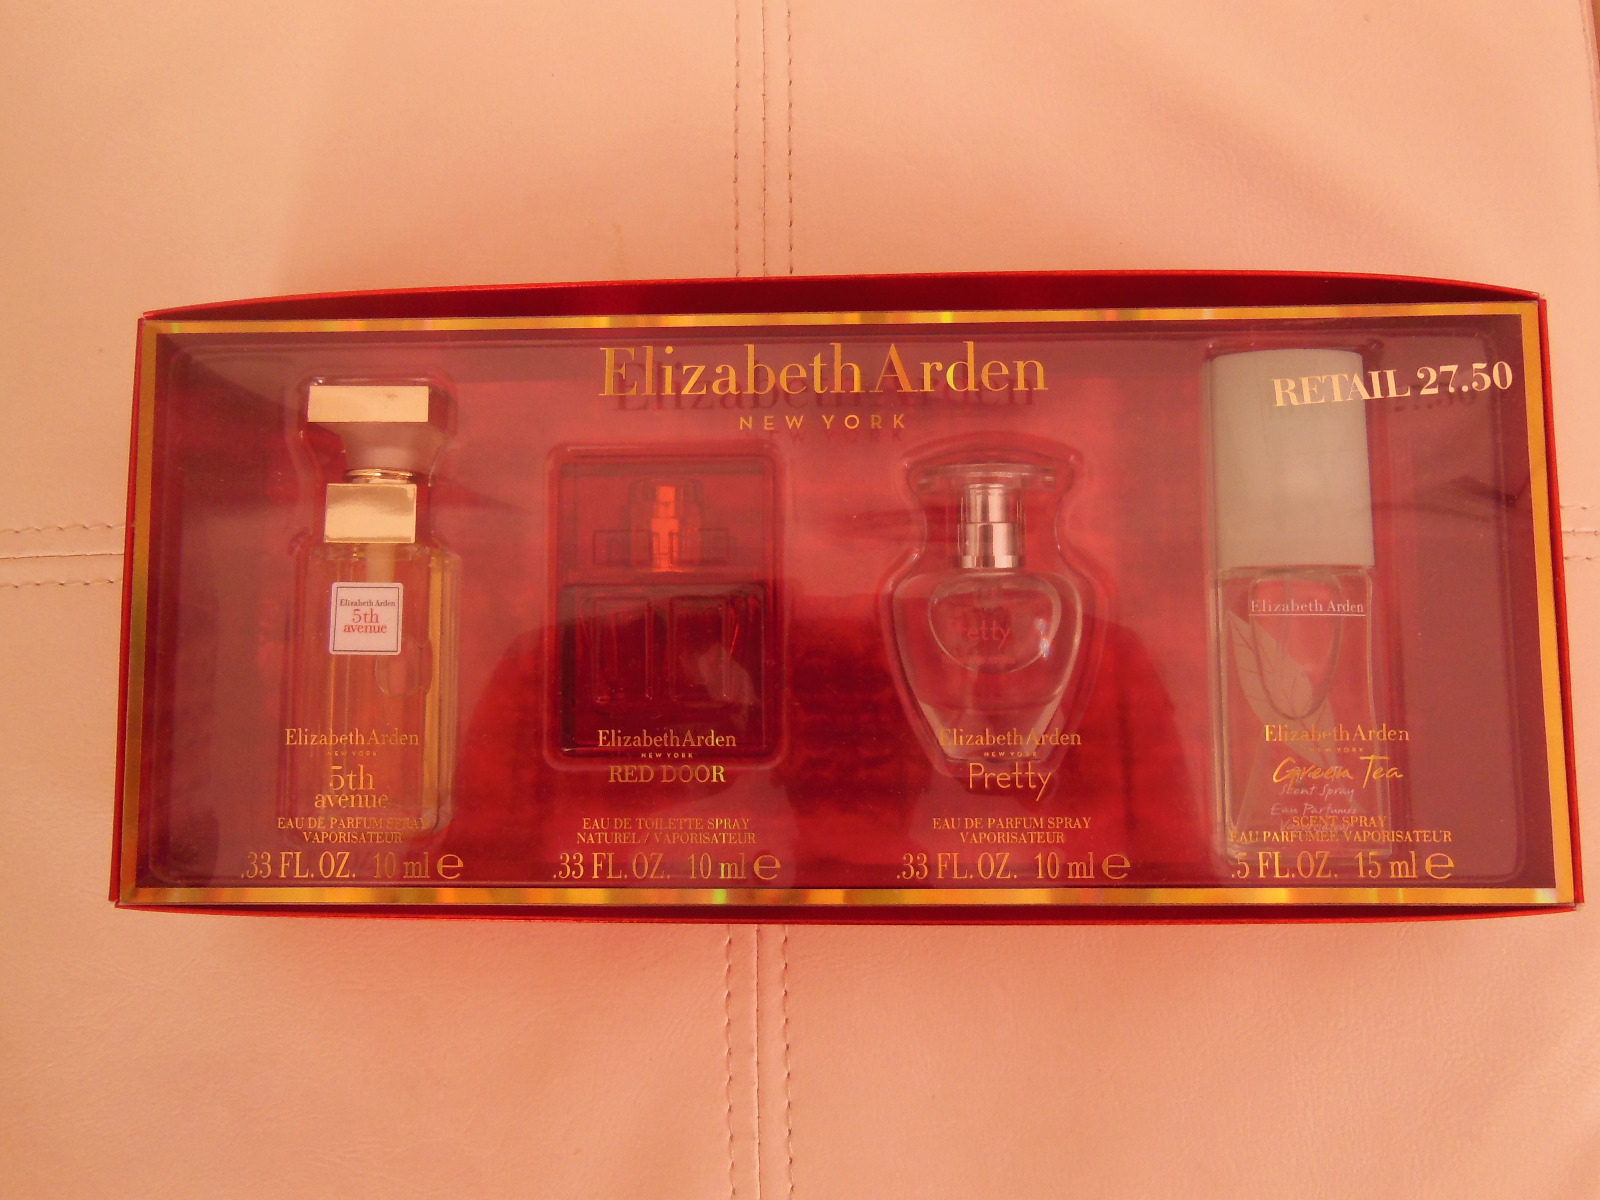 Elizabeth Arden
NEW YORK
RETAIL 27.50
Elizabeth Arden
5th
avenue
Elizabeth Arden
NEW YORK
5th
avenue
EAU DE PARFUM SPRAY
VAPORISATEUR
.33 FL. OZ. 10 ml ℮
Elizabeth Arden
NEW YORK
RED DOOR
EAU DE TOILETTE SPRAY
NATUREL / VAPORISATEUR
.33 FL. OZ. 10 ml ℮
Pretty
Elizabeth Arden
NEW YORK
Pretty
EAU DE PARFUM SPRAY
VAPORISATEUR
.33 FL. OZ. 10 ml ℮
Elizabeth Arden
Elizabeth Arden
NEW YORK
Green Tea
Scent Spray
Eau Parfumée
SCENT SPRAY
EAU PARFUMÉE VAPORISATEUR
.5 FL. OZ. 15 ml ℮